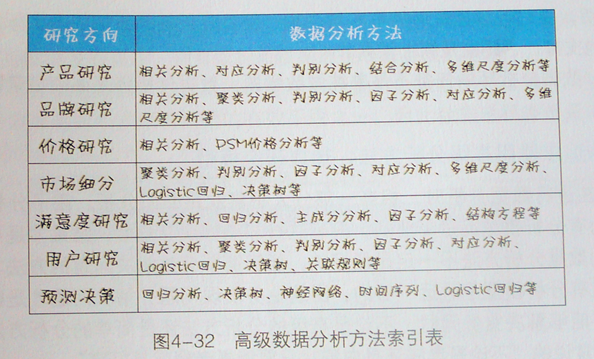 研究方向 数据分析方法
产品研究 相关分析、对应分析、判别分析、结合分析、多维尺度分析等
品牌研究 相关分析、聚类分析、判别分析、因子分析、对应分析、多维
尺度分析等
价格研究 相关分析、PSM价格分析等
市场细分 聚类分析、判别分析、因子分析、对应分析、多维尺度分析、
Logistic回归、决策树等
满意度研究 相关分析、回归分析、主成分分析、因子分析、结构方程等
用户研究 相关分析、聚类分析、判别分析、因子分析、对应分析、
Logistic回归、决策树、关联规则等
预测决策 回归分析、决策树、神经网络、时间序列、Logistic回归等
图4-32 高级数据分析方法索引表